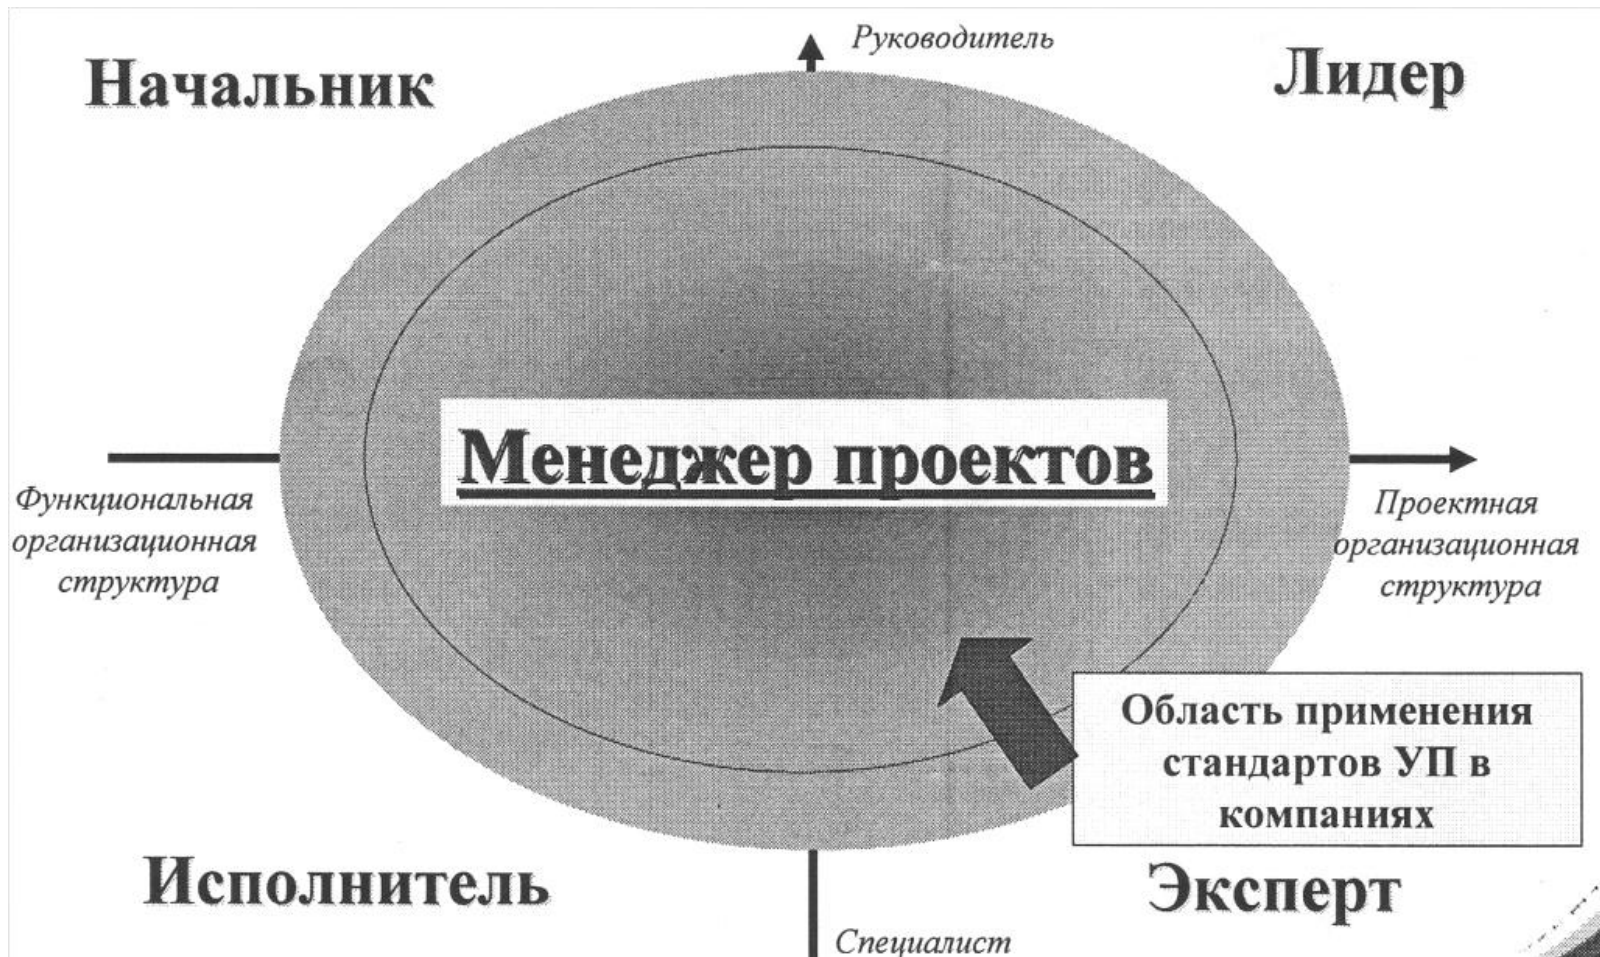 Руководитель
Начальник
Лидер
Менеджер проектов
Функциональная
организационная
структура
Проектная
организационная
структура
Область применения
стандартов УП в
компаниях
Исполнитель
Эксперт
Специалист